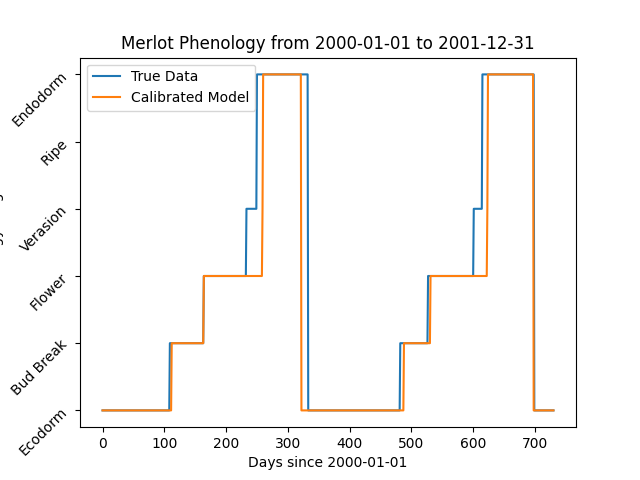 Merlot Phenology from 2000-01-01 to 2001-12-31
True Data
Calibrated Model
Endodorm
Ripe
Verasion
Flower
Bud Break
Ecodorm
0 100 200 300 400 500 600 700
Days since 2000-01-01